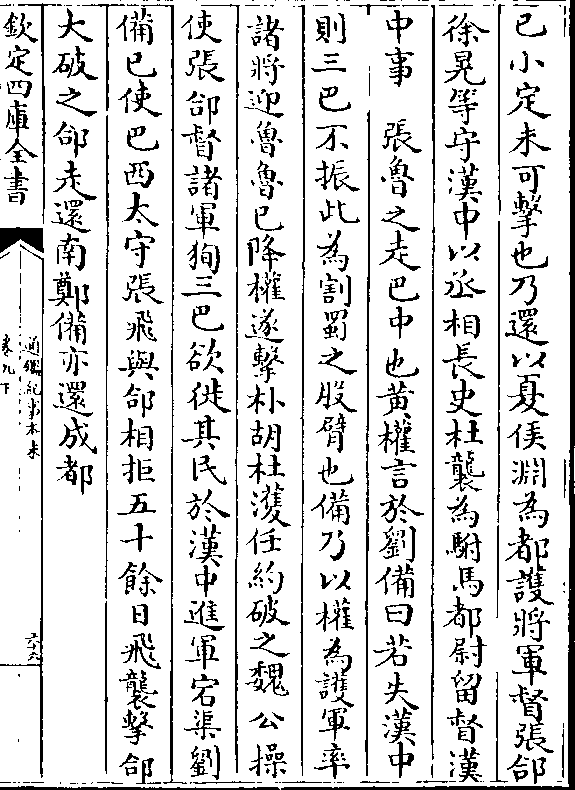 已小定未可擊也乃還以夏侯淵為都護將軍督張郃
徐晃等守漢中以丞相長史杜襲為駙馬都尉留督漢
中事　張魯之走巴中也黄權言於劉備曰若失漢中
則三巴不振此為割蜀之股臂也備乃以權為護軍率
諸將迎魯魯已降權遂擊朴胡杜濩任約破之魏公操
使張郃督諸軍狥三巴欲徙其民於漢中進軍宕渠劉
備已使巴西太守張飛與郃相拒五十餘日飛襲擊郃
大破之郃走還南鄭備亦還成都
欽定四庫全書
通鑑紀事本末
卷九下
六十八